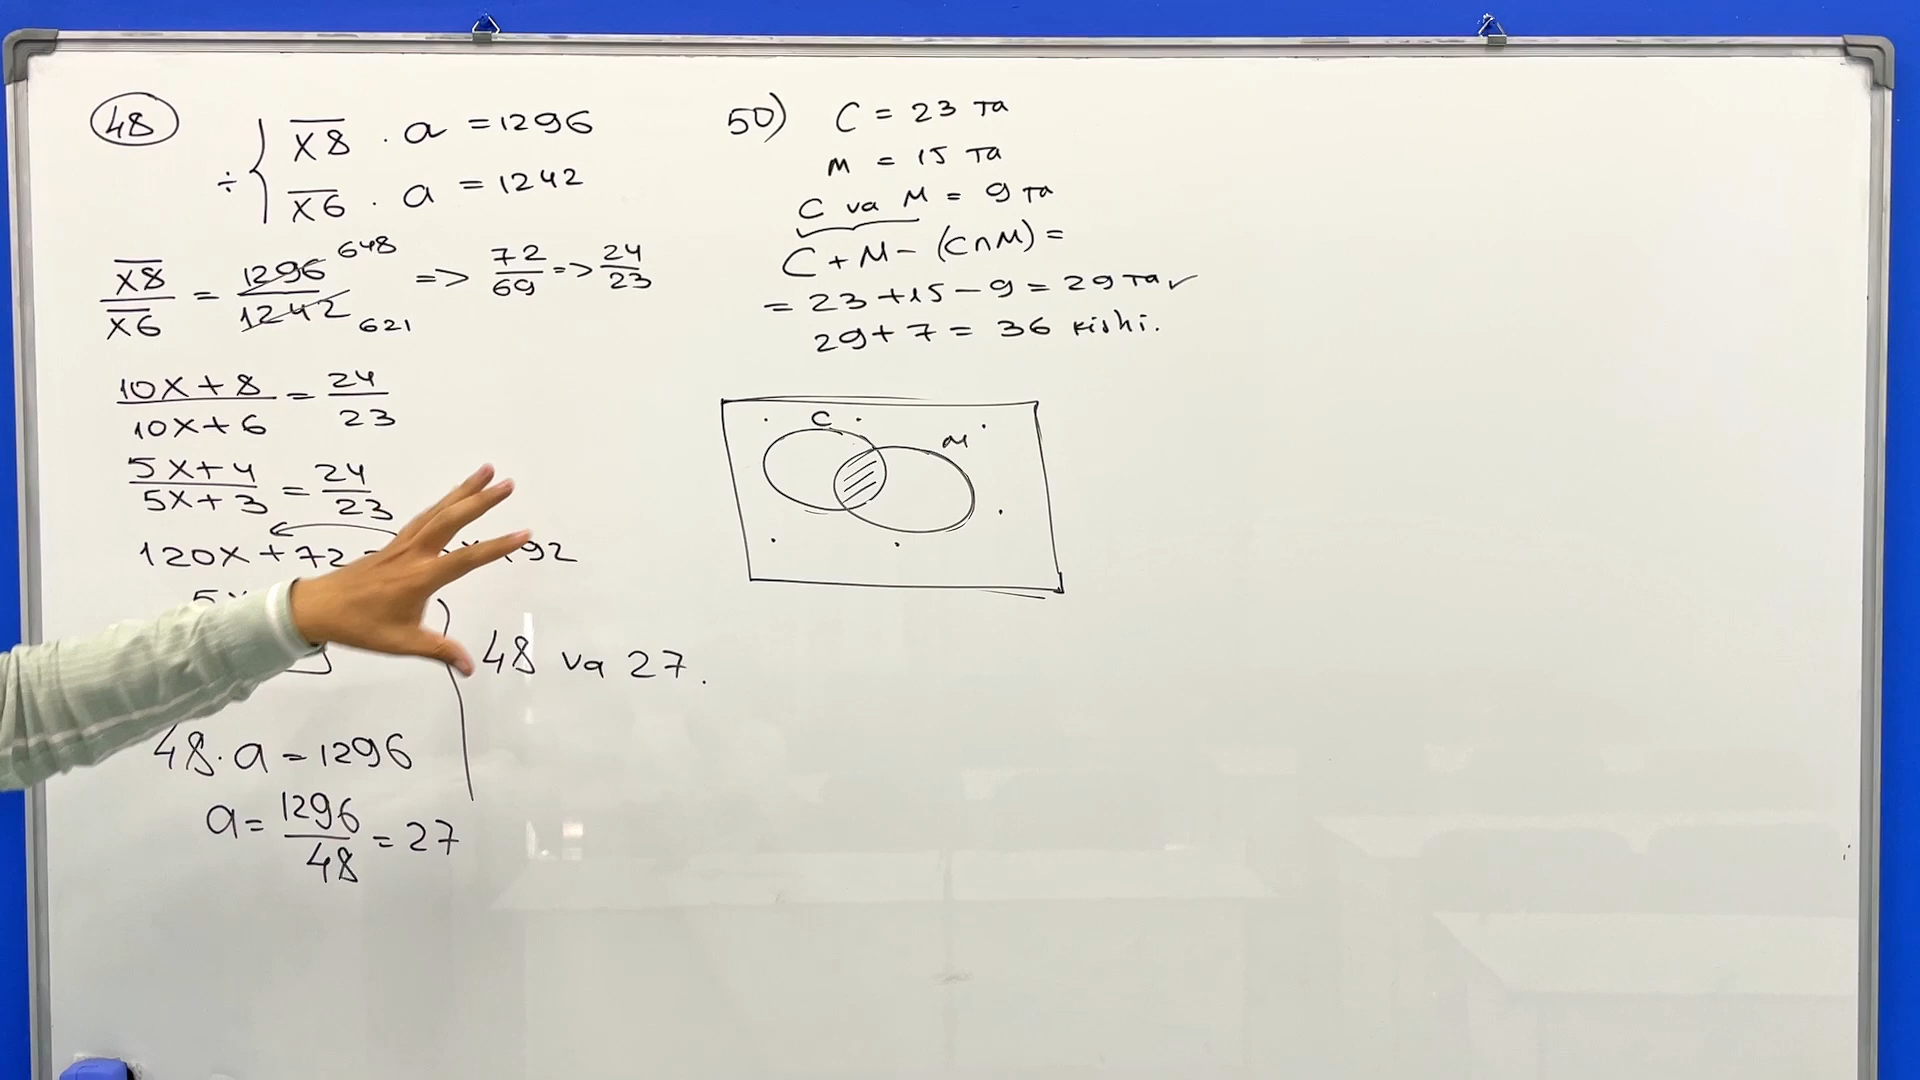 48
÷ { x8 · a = 1296
x6 · a = 1242
x8/x6 = 1296/1242 648 621 => 72/69 => 24/23
10x+8/10x+6 = 24/23
5x+4/5x+3 = 24/23
120x+72 92
5x
48 va 27.
48·a=1296
a = 1296/48 = 27
50) C = 23 ta
M = 15 ta
C va M = 9 ta
C+M-(C∩M)=
= 23+15-9 = 29 ta ✓
29+7 = 36 kishi.
C
M